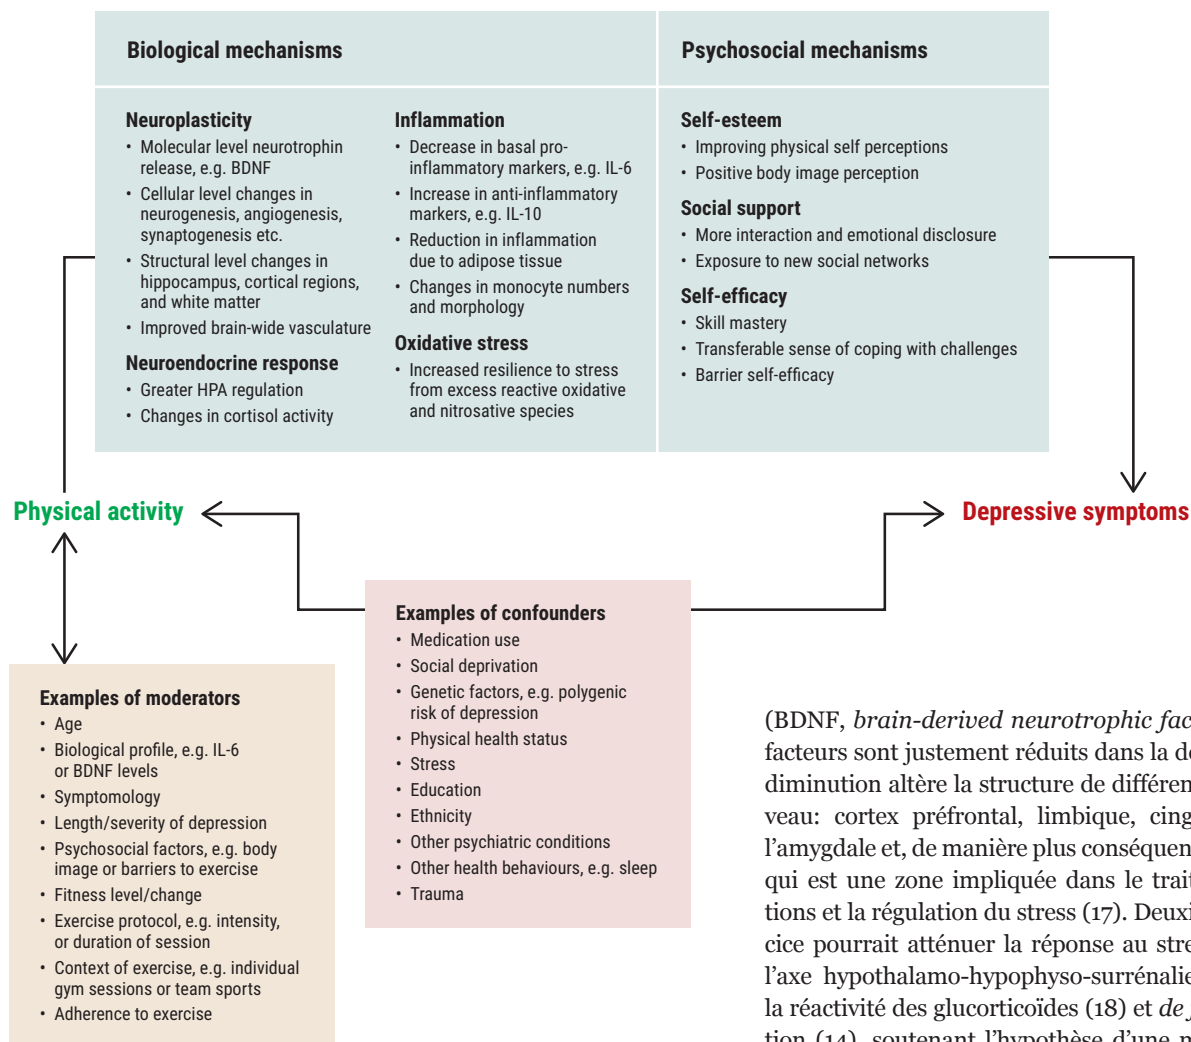 Biological mechanisms
Neuroplasticity
• Molecular level neurotrophin
release, e.g. BDNF
• Cellular level changes in
neurogenesis, angiogenesis,
synaptogenesis etc.
• Structural level changes in
hippocampus, cortical regions,
and white matter
• Improved brain-wide vasculature
Neuroendocrine response
• Greater HPA regulation
• Changes in cortisol activity
Inflammation
• Decrease in basal pro-
inflammatory markers, e.g. IL-6
• Increase in anti-inflammatory
markers, e.g. IL-10
• Reduction in inflammation
due to adipose tissue
• Changes in monocyte numbers
and morphology
Oxidative stress
• Increased resilience to stress
from excess reactive oxidative
and nitrosative species
Psychosocial mechanisms
Self-esteem
• Improving physical self perceptions
• Positive body image perception
Social support
• More interaction and emotional disclosure
• Exposure to new social networks
Self-efficacy
• Skill mastery
• Transferable sense of coping with challenges
• Barrier self-efficacy
Physical activity
Depressive symptoms
Examples of confounders
• Medication use
• Social deprivation
• Genetic factors, e.g. polygenic
risk of depression
• Physical health status
• Stress
• Education
• Ethnicity
• Other psychiatric conditions
• Other health behaviours, e.g. sleep
• Trauma
Examples of moderators
• Age
• Biological profile, e.g. IL-6
or BDNF levels
• Symptomology
• Length/severity of depression
• Psychosocial factors, e.g. body
image or barriers to exercise
• Fitness level/change
• Exercise protocol, e.g. intensity,
or duration of session
• Context of exercise, e.g. individual
gym sessions or team sports
• Adherence to exercise
(BDNF, brain-derived neurotrophic fac
facteurs sont justement réduits dans la d
diminution altère la structure de différen
veau: cortex préfrontal, limbique, cing
l'amygdale et, de manière plus conséquen
qui est une zone impliquée dans le trait
tions et la régulation du stress (17). Deuxi
cice pourrait atténuer la réponse au stre
l'axe hypothalamo-hypophyso-surrénalie
la réactivité des glucorticoïdes (18) et de
tion (14), soutenant l'hypothèse d'une m